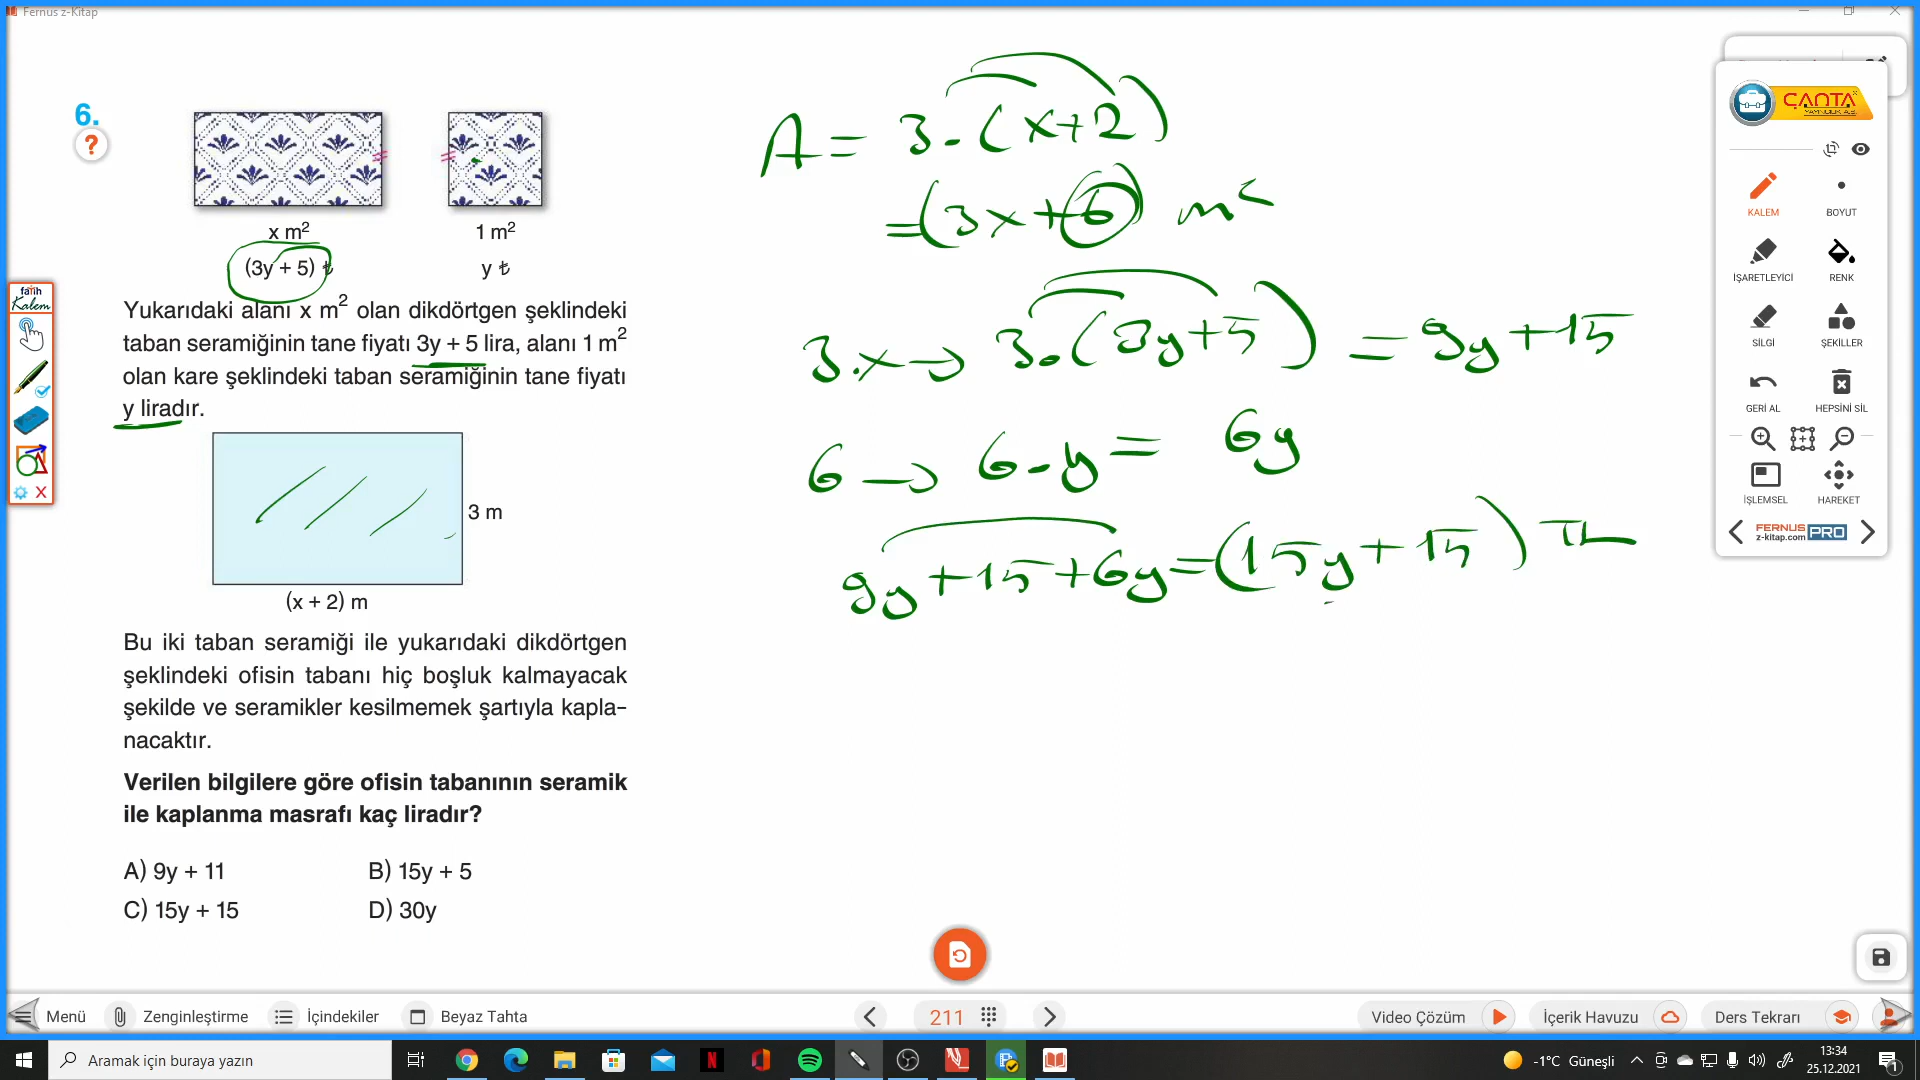 Fernus z-Kitap
6.
?
x m²
1 m²
(3y + 5) ₺
y ₺
Yukarıdaki alanı x m² olan dikdörtgen şeklindeki
taban seramiğinin tane fiyatı 3y + 5 lira, alanı 1 m²
olan kare şeklindeki taban seramiğinin tane fiyatı
y liradır.
3 m
(x + 2) m
Bu iki taban seramiği ile yukarıdaki dikdörtgen
şeklindeki ofisin tabanı hiç boşluk kalmayacak
şekilde ve seramikler kesilmemek şartıyla kapla-
nacaktır.
Verilen bilgilere göre ofisin tabanının seramik
ile kaplanma masrafı kaç liradır?
A) 9y + 11
B) 15y + 5
C) 15y + 15
D) 30y
A = 3.(x+2)
=(3x+6) m²
3.x→ 3.(3y+5) = 9y+15
6 → 6.y = 6y
9y+15+6y=(15y+15) TL
fatih
Kalem
ÇANTA
KALEM
BOYUT
İŞARETLEYİCİ
RENK
SİLGİ
ŞEKİLLER
GERİ AL
HEPSİNİ SİL
İŞLEMSEL
HAREKET
FERNUS
z-kitap.com PRO
Menü
Zenginleştirme
İçindekiler
Beyaz Tahta
211
Video Çözüm
İçerik Havuzu
Ders Tekrarı
Aramak için buraya yazın
-1°C Güneşli
13:34
25.12.2021
1